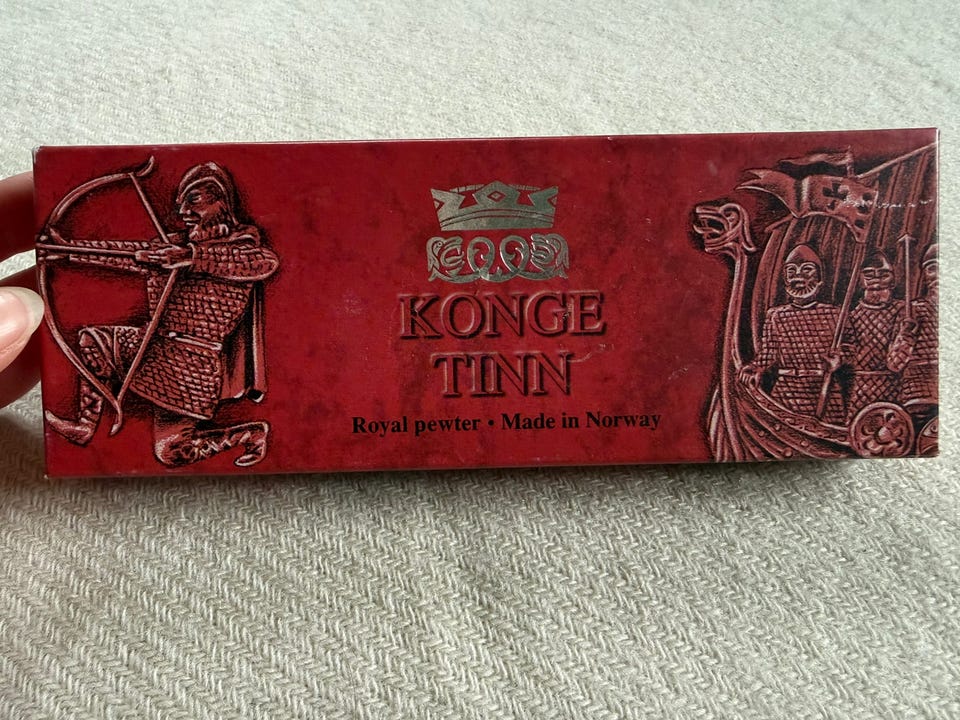 KONGE
TINN
Royal pewter • Made in Norway